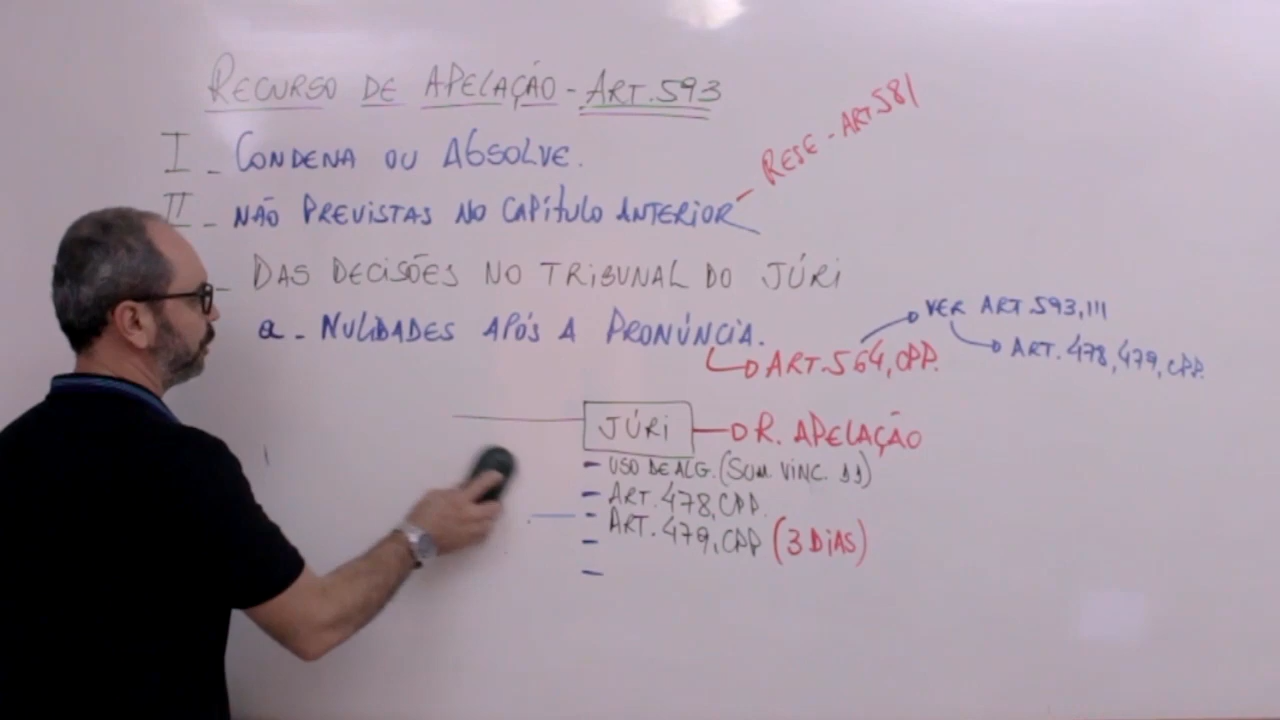 RECURSO DE APELAÇÃO - ART. 593
I - CONDENA OU ABSOLVE.
II - NÃO PREVISTAS NO CAPÍTULO ANTERIOR - RESE - ART. 581
- DAS DECISÕES NO TRIBUNAL DO JÚRI
a - NULIDADES APÓS A PRONÚNCIA.
VER ART. 593, III
ART. 564, CPP.
ART. 478, 479, CPP.
JÚRI
R. APELAÇÃO
- USO DE ALG. (SUM VINC. 11)
- ART. 478, CPP.
- ART. 479, CPP (3 DIAS)